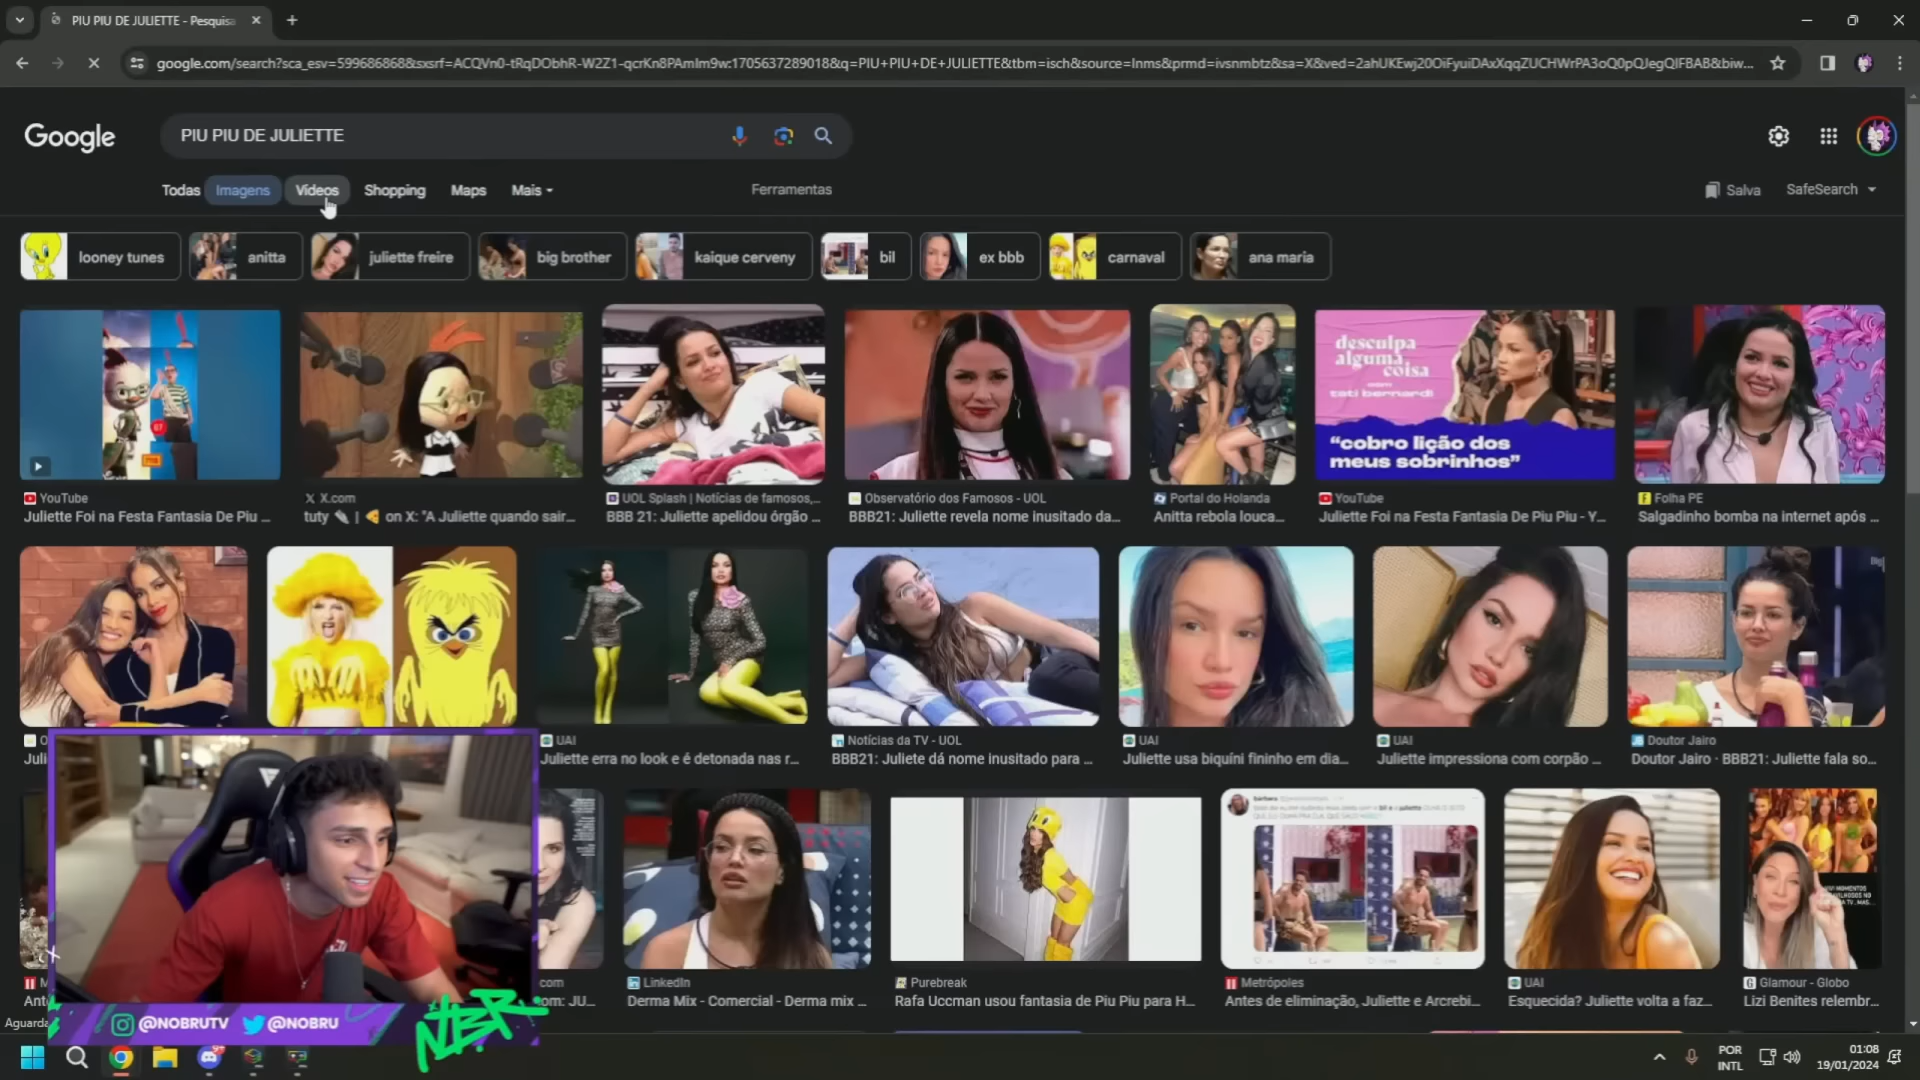 PIU PIU DE JULIETTE - Pesquisa
google.com/search?sca_esv=599686868&sxsrf=ACQVn0-tRqDObhR-W2Z1-qcrKn8PAmIm9w:1705637289018&q=PIU+PIU+DE+JULIETTE&tbm=isch&source=lnms&prmd=ivsnmbtz&sa=X&ved=2ahUKEwj20OiFyuiDAxXqqZUCHWrPA3oQ0pQJegQIFBAB&biw...
Google
PIU PIU DE JULIETTE
Todas
Imagens
Vídeos
Shopping
Maps
Mais
Ferramentas
Salva
SafeSearch
looney tunes
anitta
juliette freire
big brother
kaique cerveny
bil
ex bbb
carnaval
ana maria
desculpa
alguma
coisa
com
tati bernardi
"cobro lição dos
meus sobrinhos"
YouTube
Juliette Foi na Festa Fantasia De Piu ...
X.com
tuty | on X: "A Juliette quando sair...
UOL Splash | Notícias de famosos,...
BBB 21: Juliette apelidou órgão ...
Observatório dos Famosos - UOL
BBB21: Juliette revela nome inusitado da...
Portal do Holanda
Anitta rebola louca...
YouTube
Juliette Foi na Festa Fantasia De Piu Piu - Y...
Folha PE
Salgadinho bomba na internet após ...
O
Juli
UAI
Juliette erra no look e é detonada nas r...
Notícias da TV - UOL
BBB21: Juliete dá nome inusitado para ...
UAI
Juliette usa biquíni fininho em dia...
UAI
Juliette impressiona com corpão ...
Doutor Jairo
Doutor Jairo · BBB21: Juliette fala so...
M
Ant
com
om: JU...
LinkedIn
Derma Mix - Comercial - Derma mix ...
Purebreak
Rafa Uccman usou fantasia de Piu Piu para H...
Metrópoles
Antes de eliminação, Juliette e Arcrebi...
UAI
Esquecida? Juliette volta a faz...
Glamour - Globo
Lizi Benites relembr...
Aguarda
@NOBRUTV
@NOBRU
NBR
POR
INTL
01:08
19/01/2024